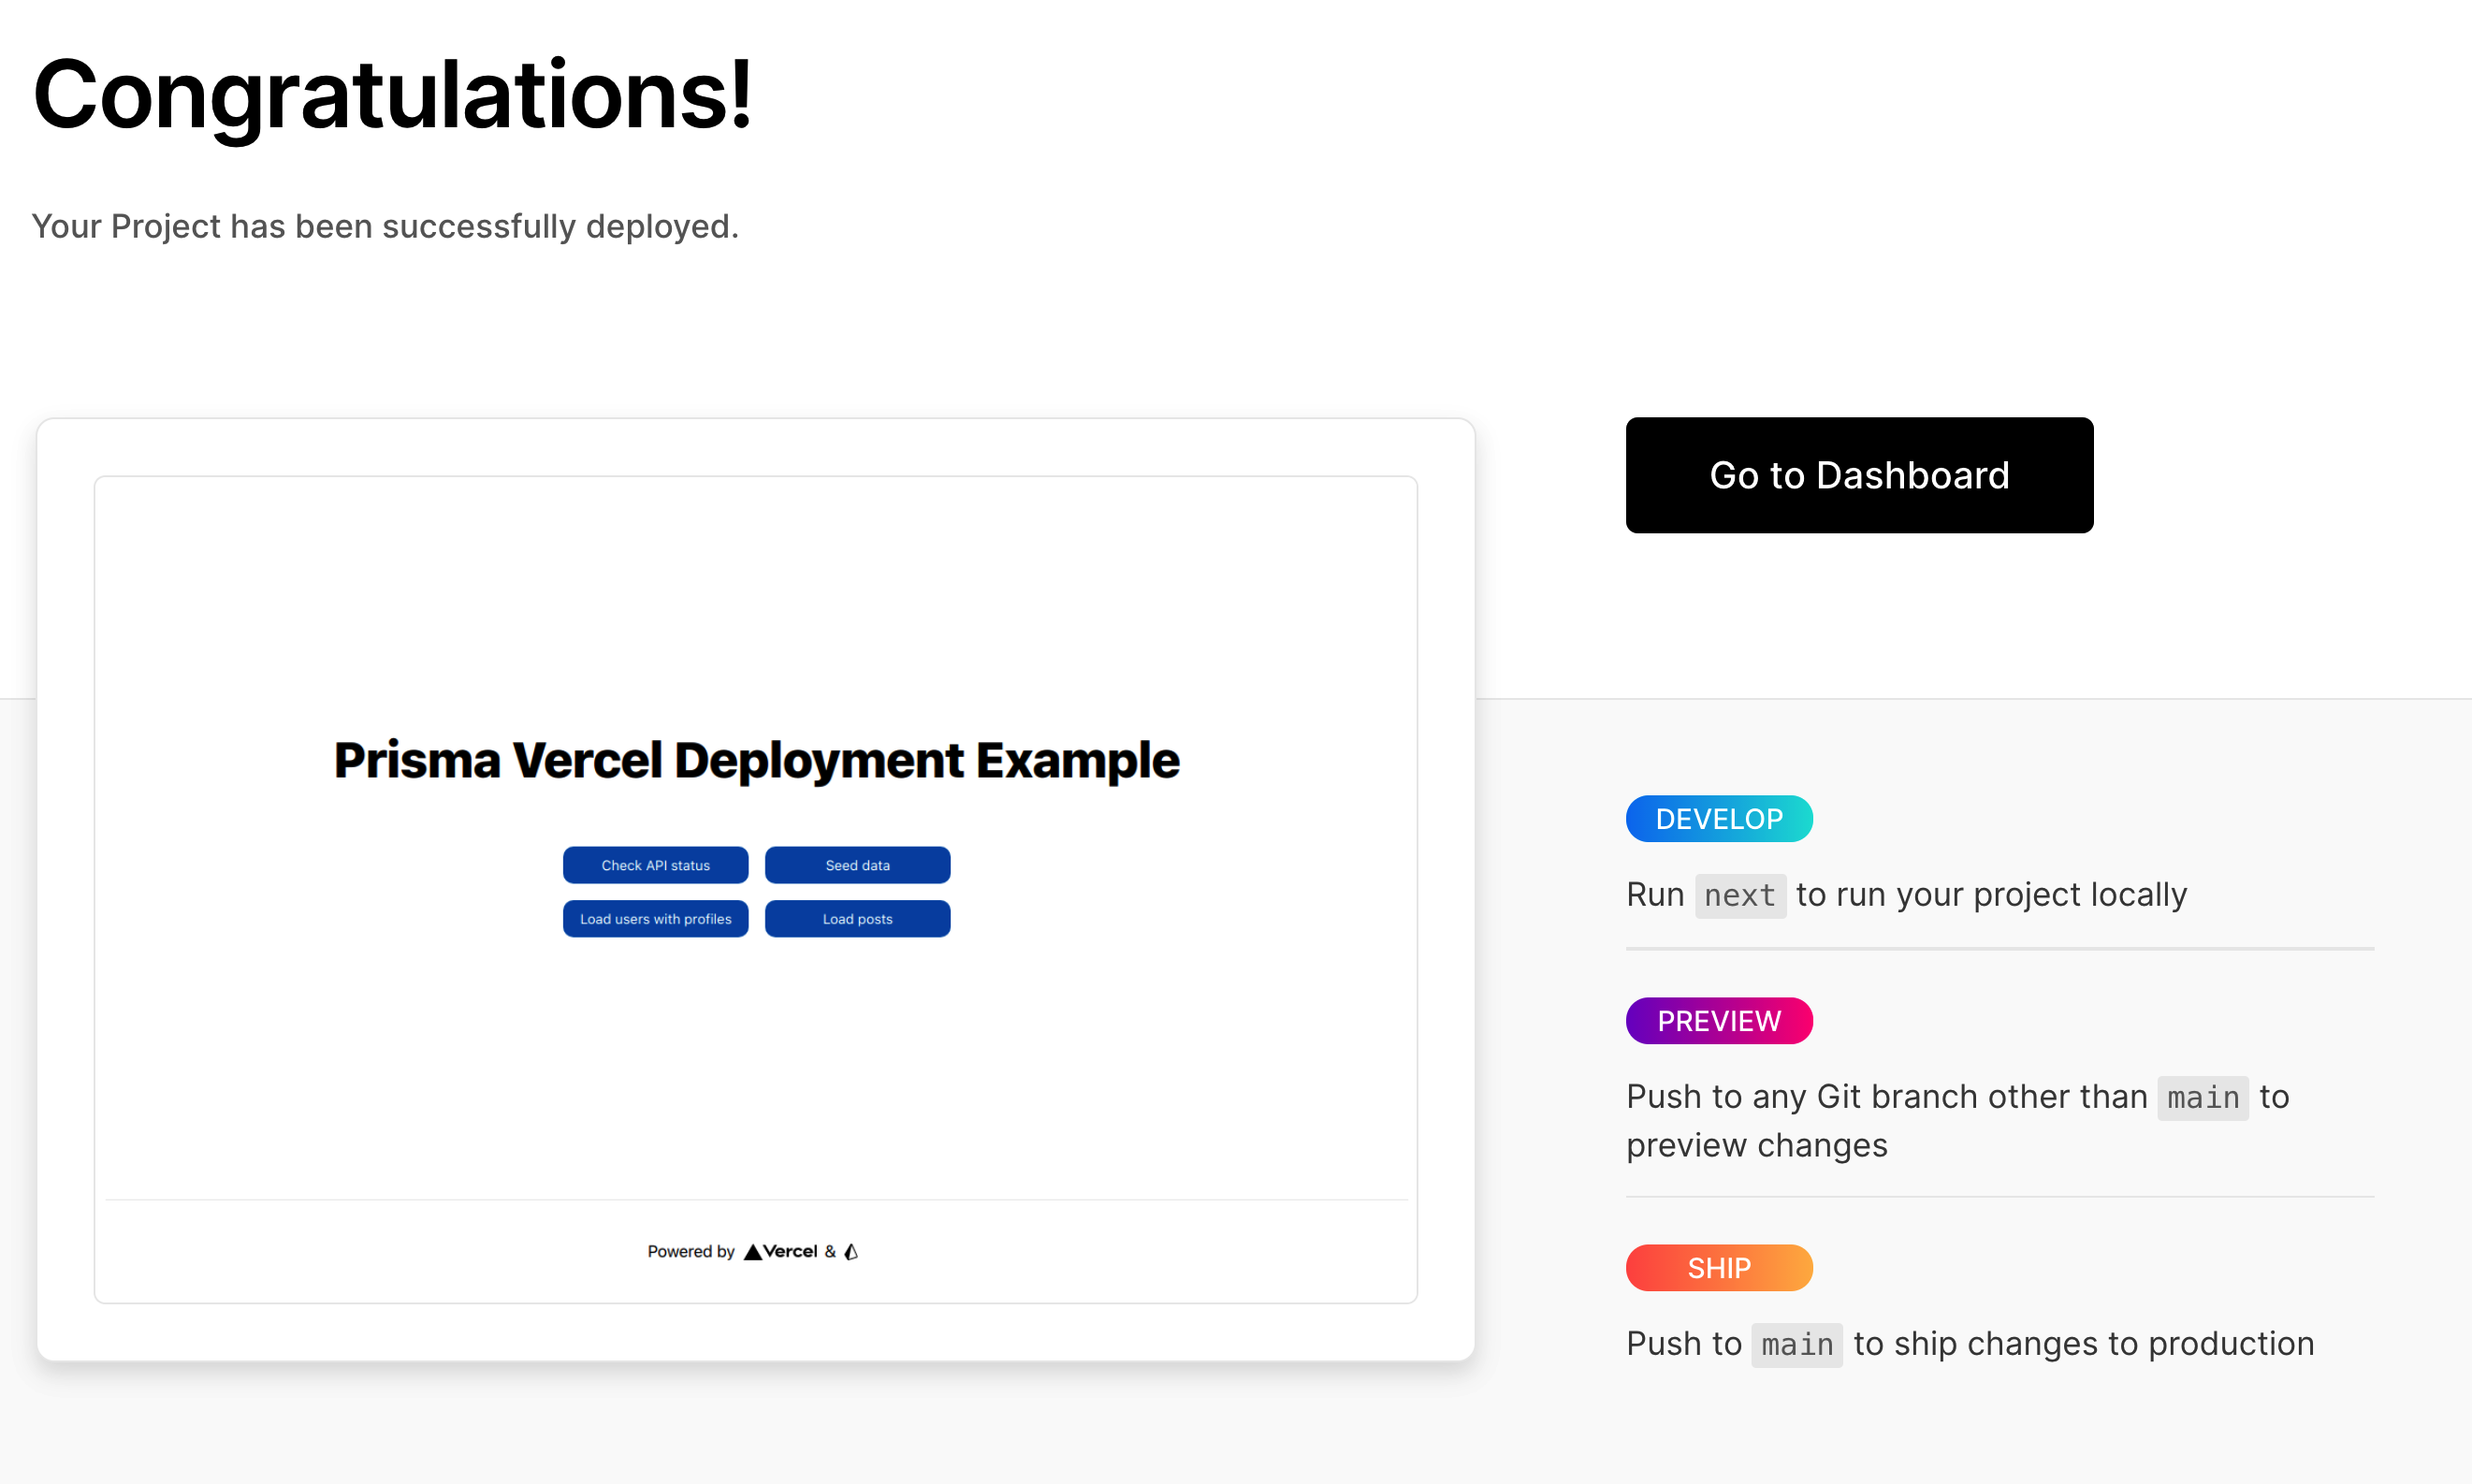 Congratulations!
Your Project has been successfully deployed.
Go to Dashboard
Prisma Vercel Deployment Example
Check API status
Seed data
Load users with profiles
Load posts
Powered by Vercel &
DEVELOP
Run next to run your project locally
PREVIEW
Push to any Git branch other than main to
preview changes
SHIP
Push to main to ship changes to production